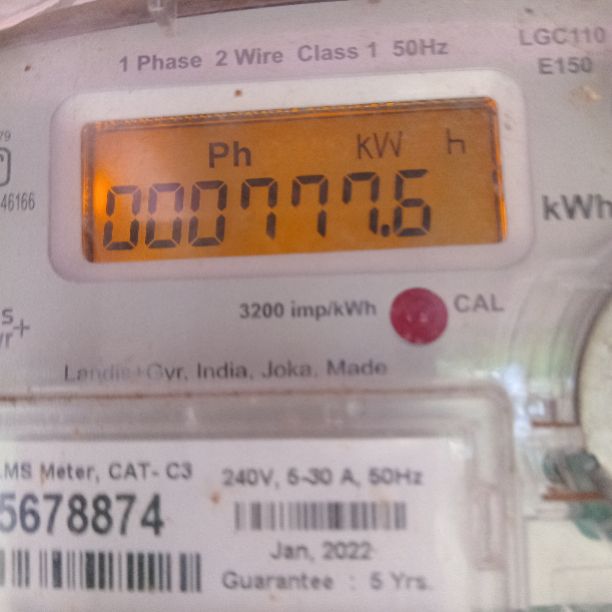 1 Phase 2 Wire Class 1 50Hz
LGC110
E150
Ph kW h
000777.6
kWh
46166
3200 imp/kWh
CAL
Landis+Gyr, India, Joka, Made
MS Meter, CAT- C3
5678874
240V, 5-30 A, 50Hz
Jan, 2022
Guarantee : 5 Yrs.